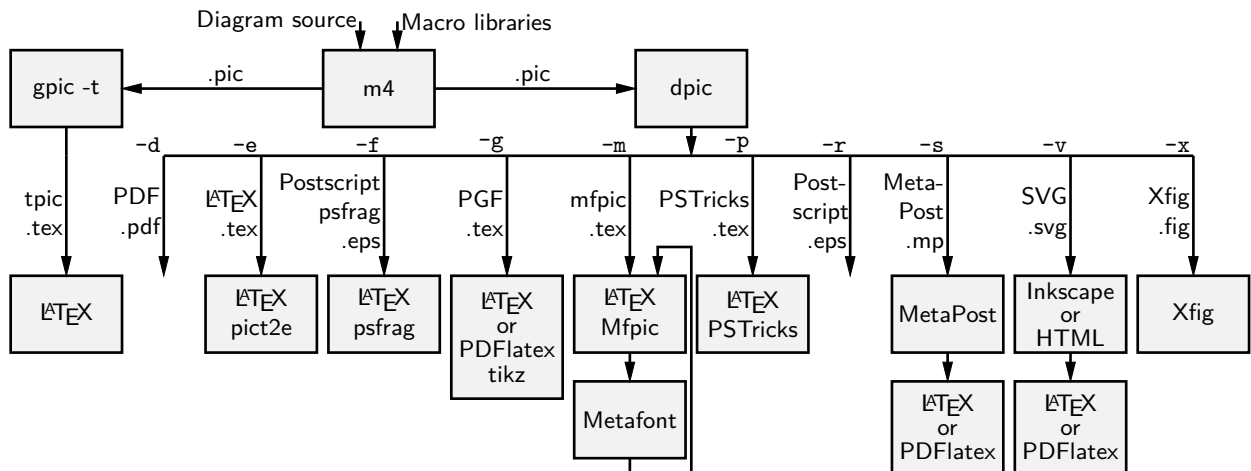 Diagram source
Macro libraries
gpic -t
.pic
m4
.pic
dpic
-d
-e
-f
-g
-m
-p
-r
-s
-v
-x
tpic
.tex
PDF
.pdf
LATEX
.tex
Postscript
psfrag
.eps
PGF
.tex
mfpic
.tex
PSTricks
.tex
Post-
script
.eps
Meta-
Post
.mp
SVG
.svg
Xfig
.fig
LATEX
LATEX
pict2e
LATEX
psfrag
LATEX
or
PDFlatex
tikz
LATEX
Mfpic
LATEX
PSTricks
MetaPost
Inkscape
or
HTML
Xfig
Metafont
LATEX
or
PDFlatex
LATEX
or
PDFlatex